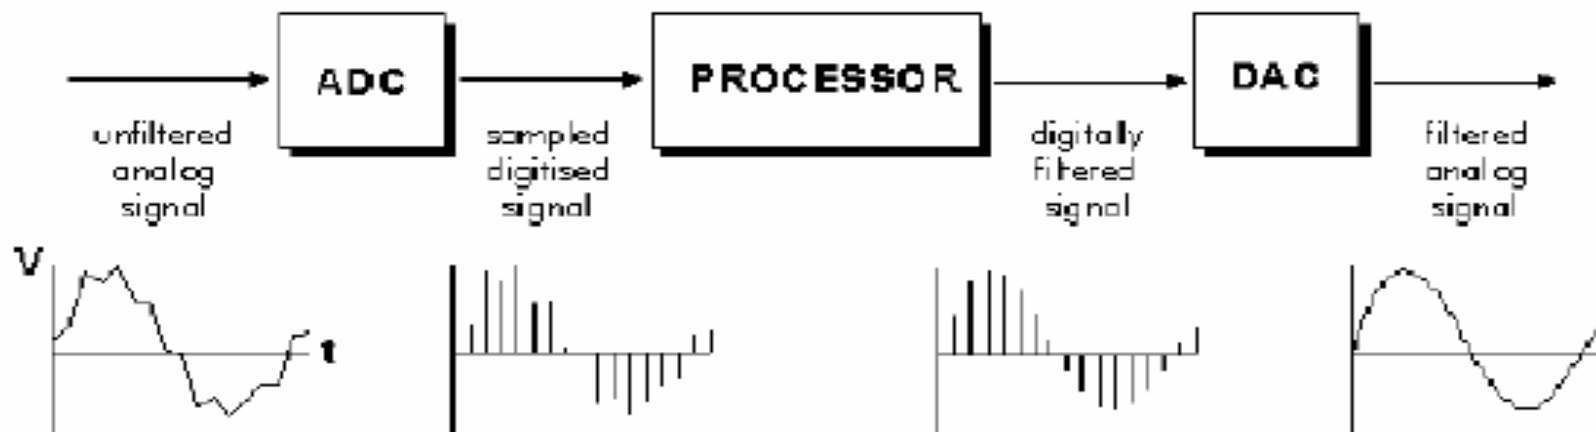 ADC
PROCESSOR
DAC
unfiltered
analog
signal
sampled
digitised
signal
digitally
filtered
signal
filtered
analog
signal
V
t